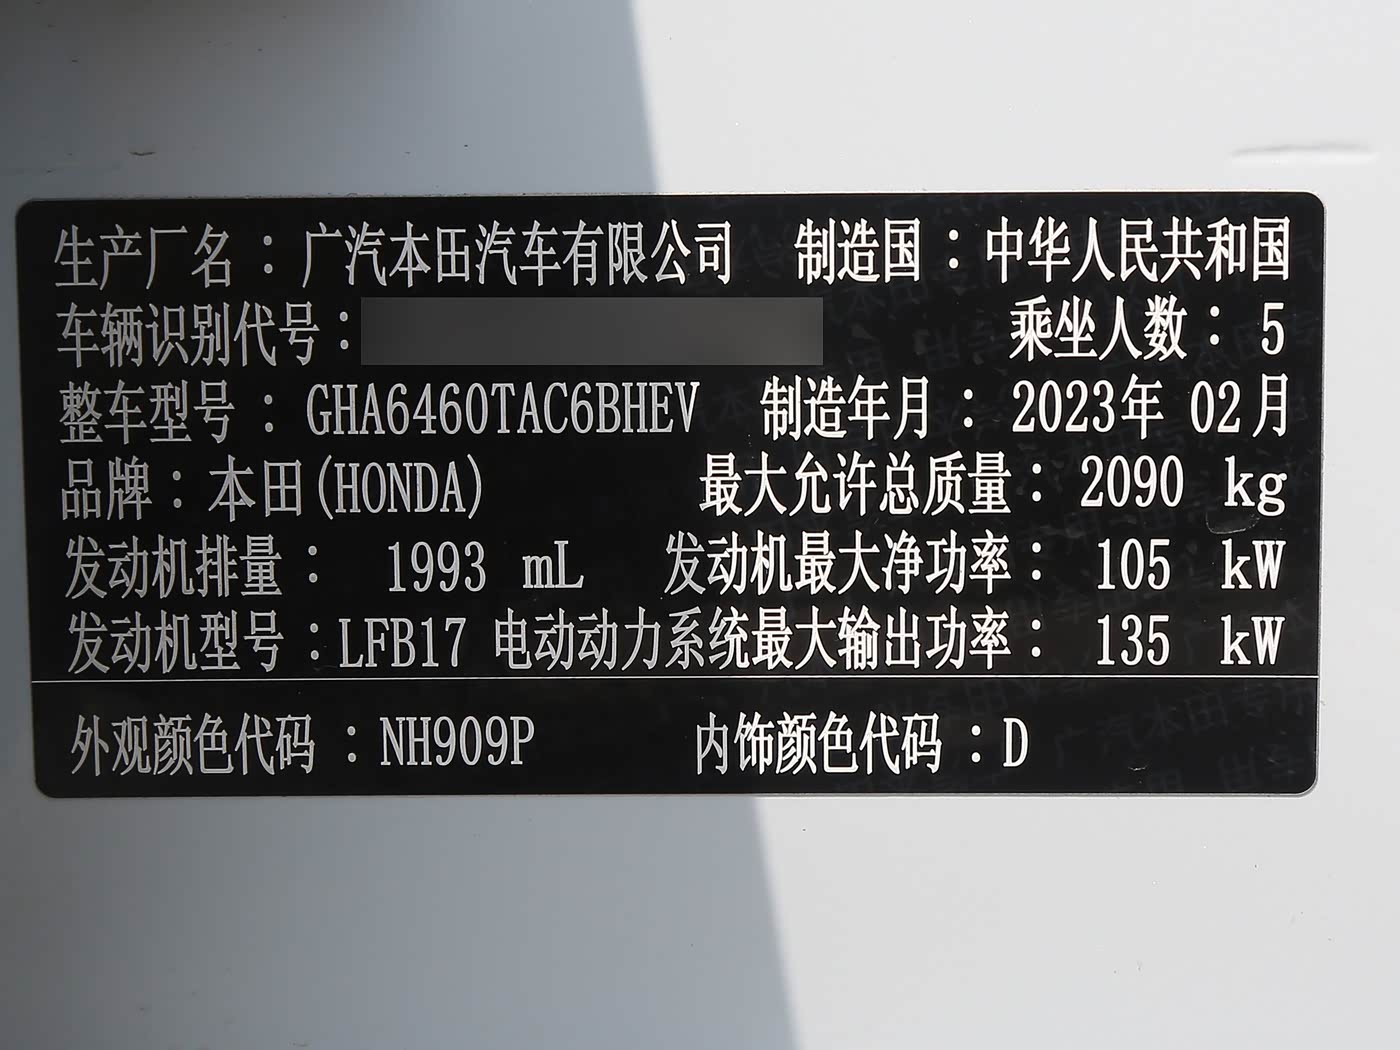 生产厂名：广汽本田汽车有限公司 制造国：中华人民共和国
车辆识别代号： 乘坐人数：5
整车型号：GHA6460TAC6BHEV 制造年月：2023年 02月
品牌：本田(HONDA) 最大允许总质量：2090 kg
发动机排量： 1993 mL 发动机最大净功率：105 kW
发动机型号：LFB17 电动动力系统最大输出功率：135 kW
外观颜色代码：NH909P 内饰颜色代码：D